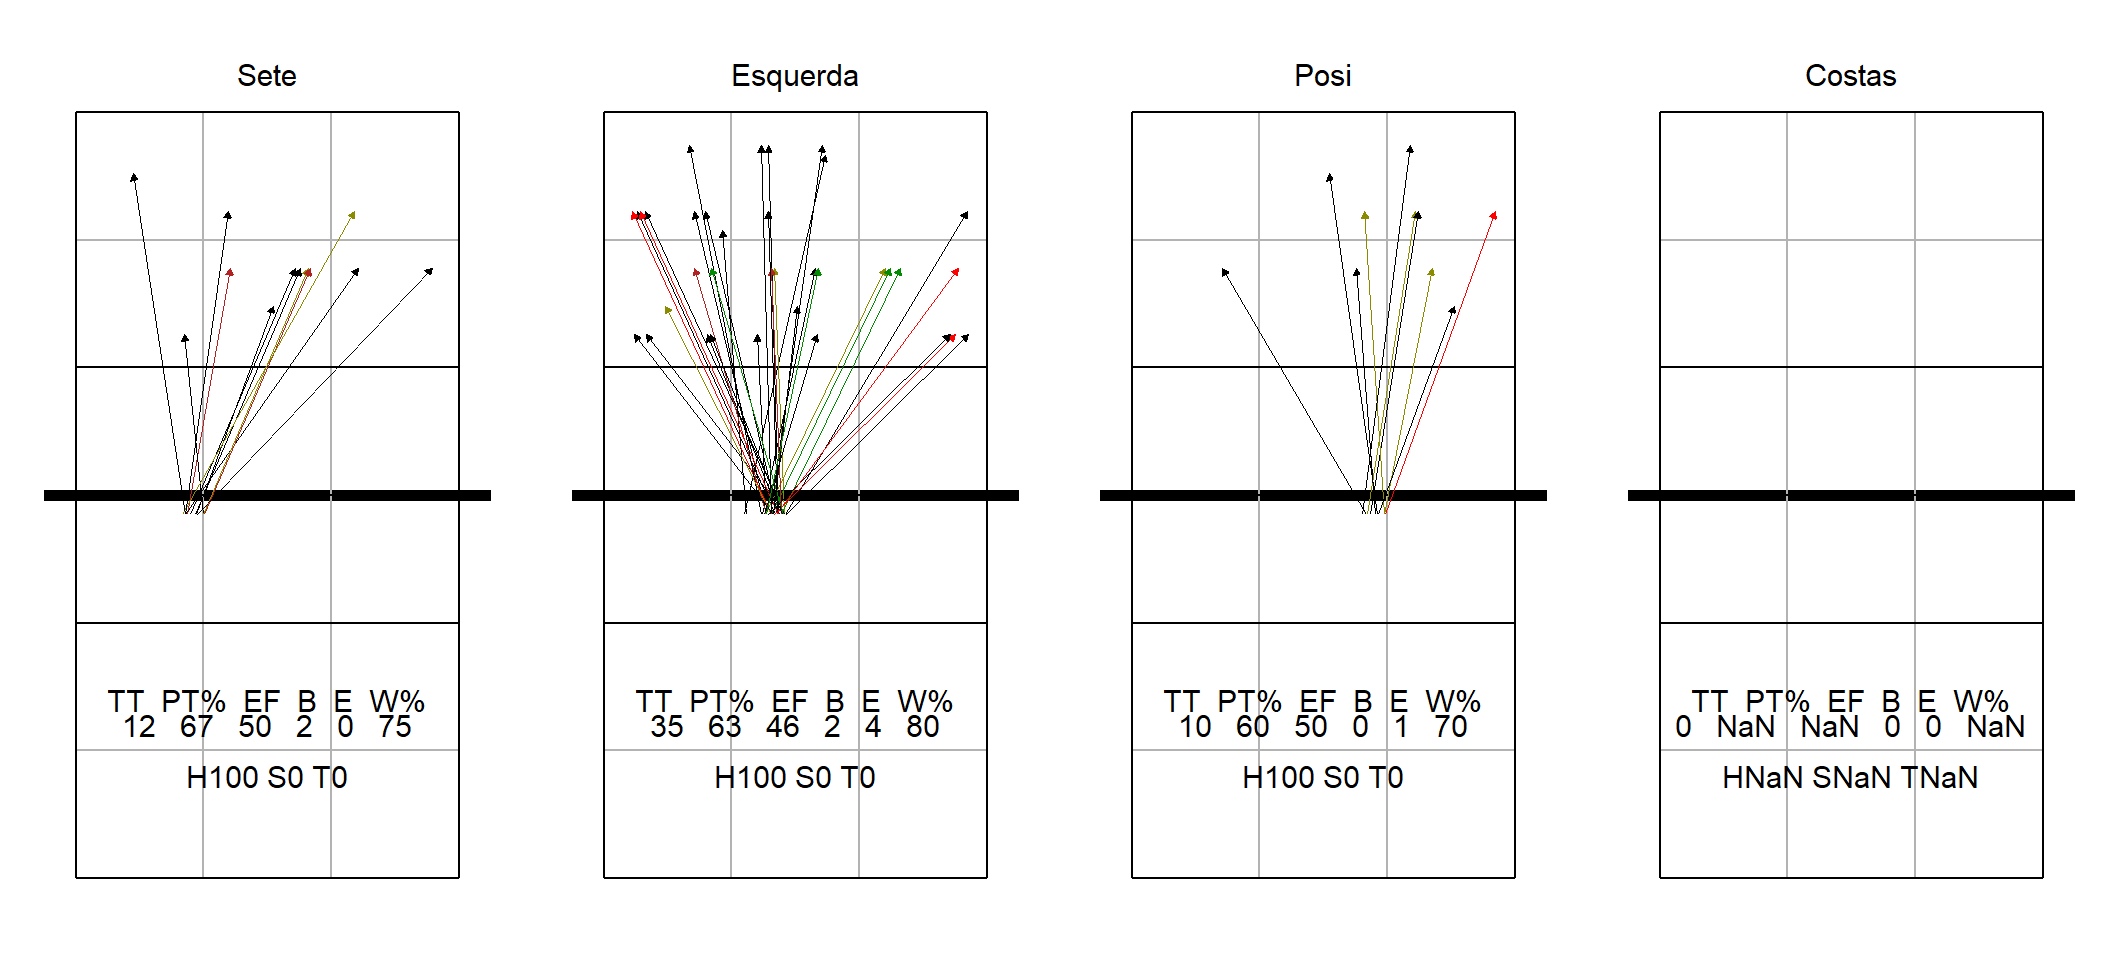 Sete
TT PT% EF B E W%
12 67 50 2 0 75
H100 S0 T0
Esquerda
TT PT% EF B E W%
35 63 46 2 4 80
H100 S0 T0
Posi
TT PT% EF B E W%
10 60 50 0 1 70
H100 S0 T0
Costas
TT PT% EF B E W%
0 NaN NaN 0 0 NaN
HNaN SNaN TNaN